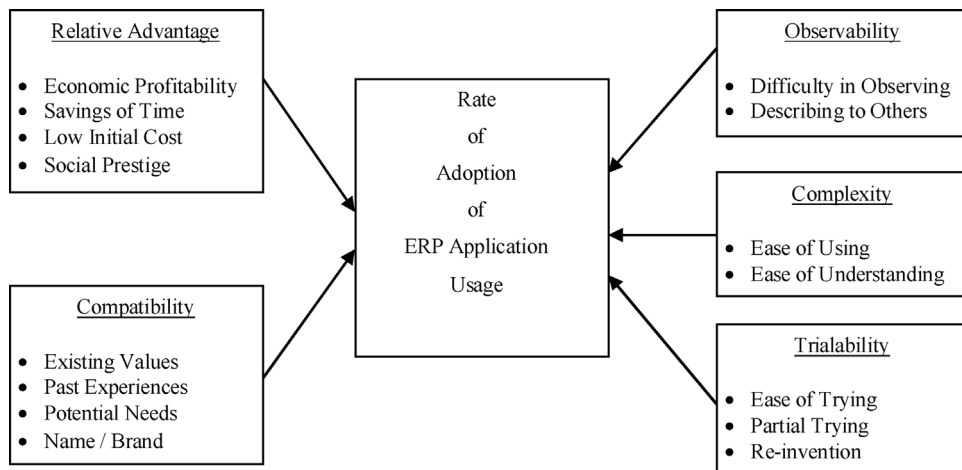 Relative Advantage
• Economic Profitability
• Savings of Time
• Low Initial Cost
• Social Prestige
Compatibility
• Existing Values
• Past Experiences
• Potential Needs
• Name / Brand
Rate
of
Adoption
of
ERP Application
Usage
Observability
• Difficulty in Observing
• Describing to Others
Complexity
• Ease of Using
• Ease of Understanding
Trialability
• Ease of Trying
• Partial Trying
• Re-invention